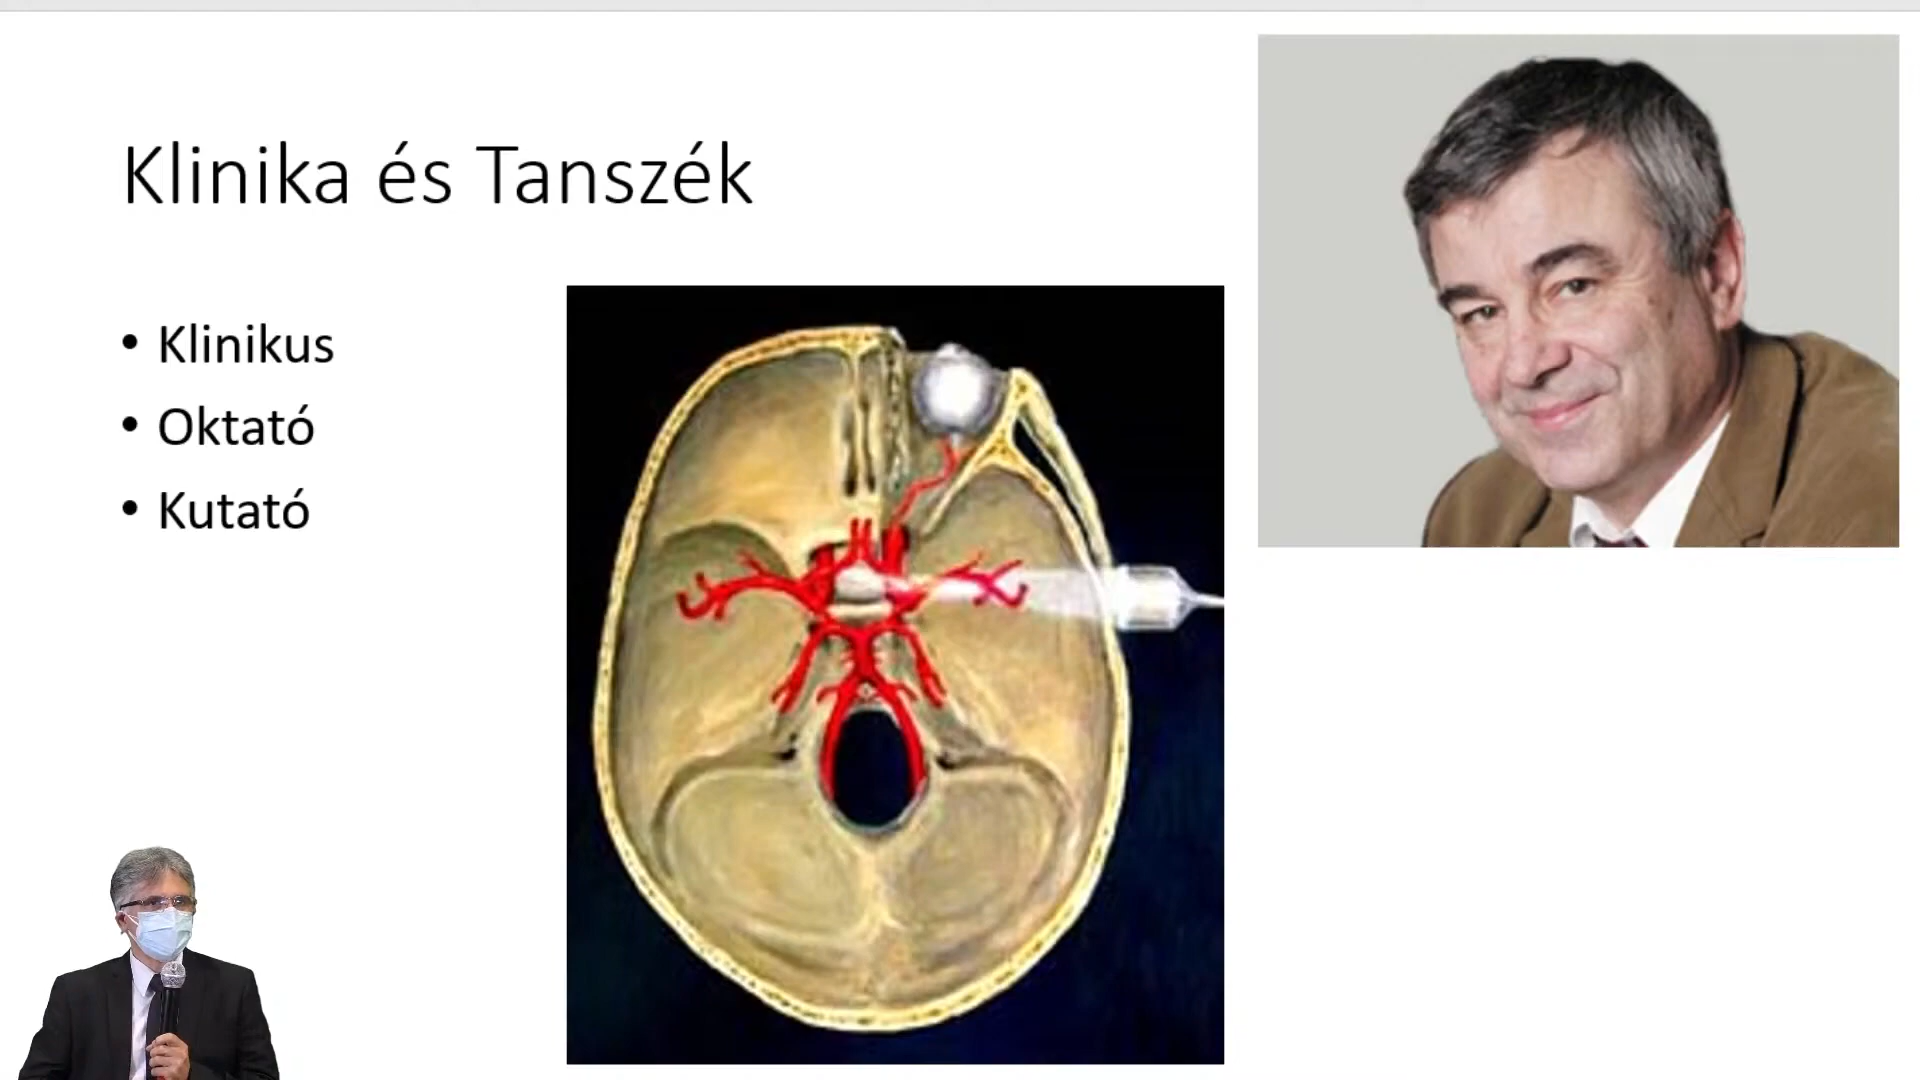 Klinika és Tanszék
• Klinikus
• Oktató
• Kutató